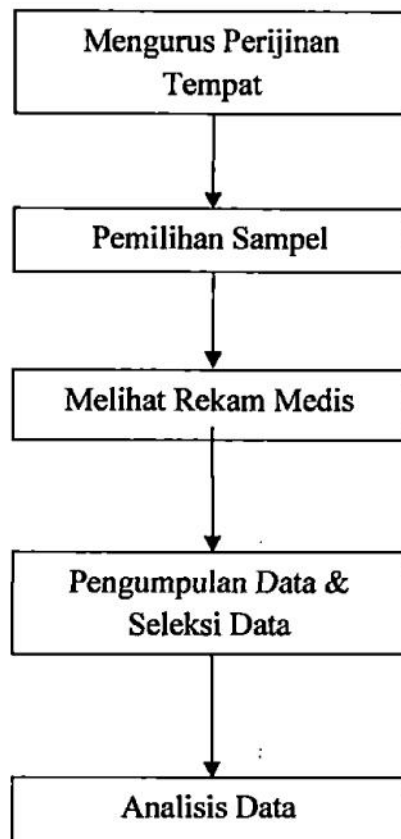 Mengurus Perijinan
Tempat
Pemilihan Sampel
Melihat Rekam Medis
Pengumpulan Data &
Seleksi Data
Analisis Data